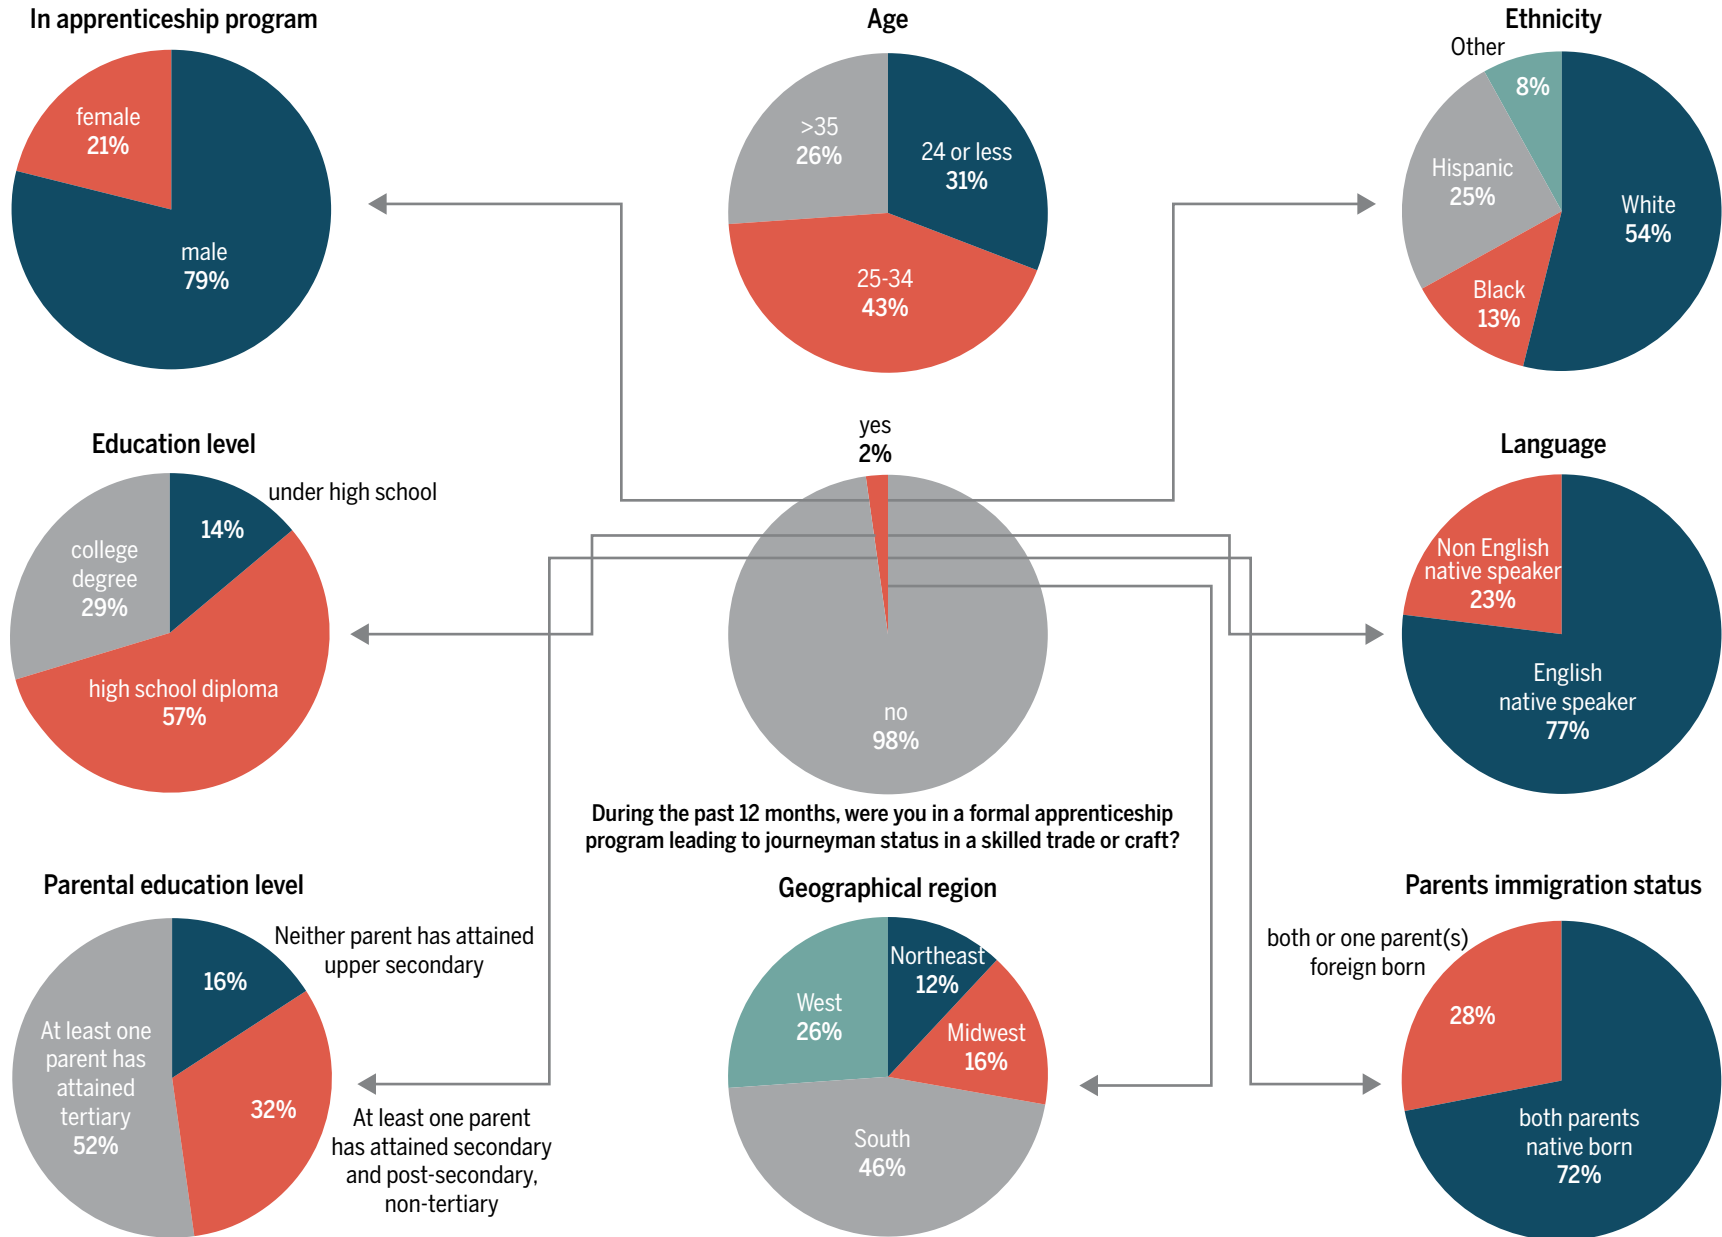 In apprenticeship program
female
21%
male
79%
Age
>35
26%
24 or less
31%
25-34
43%
Ethnicity
Other
8%
Hispanic
25%
White
54%
Black
13%
Education level
under high school
14%
college
degree
29%
high school diploma
57%
yes
2%
no
98%
During the past 12 months, were you in a formal apprenticeship
program leading to journeyman status in a skilled trade or craft?
Language
Non English
native speaker
23%
English
native speaker
77%
Parental education level
Neither parent has attained
upper secondary
16%
At least one
parent has
attained
tertiary
52%
32%
At least one parent
has attained secondary
and post-secondary,
non-tertiary
Geographical region
Northeast
12%
West
26%
Midwest
16%
South
46%
Parents immigration status
both or one parent(s)
foreign born
28%
both parents
native born
72%